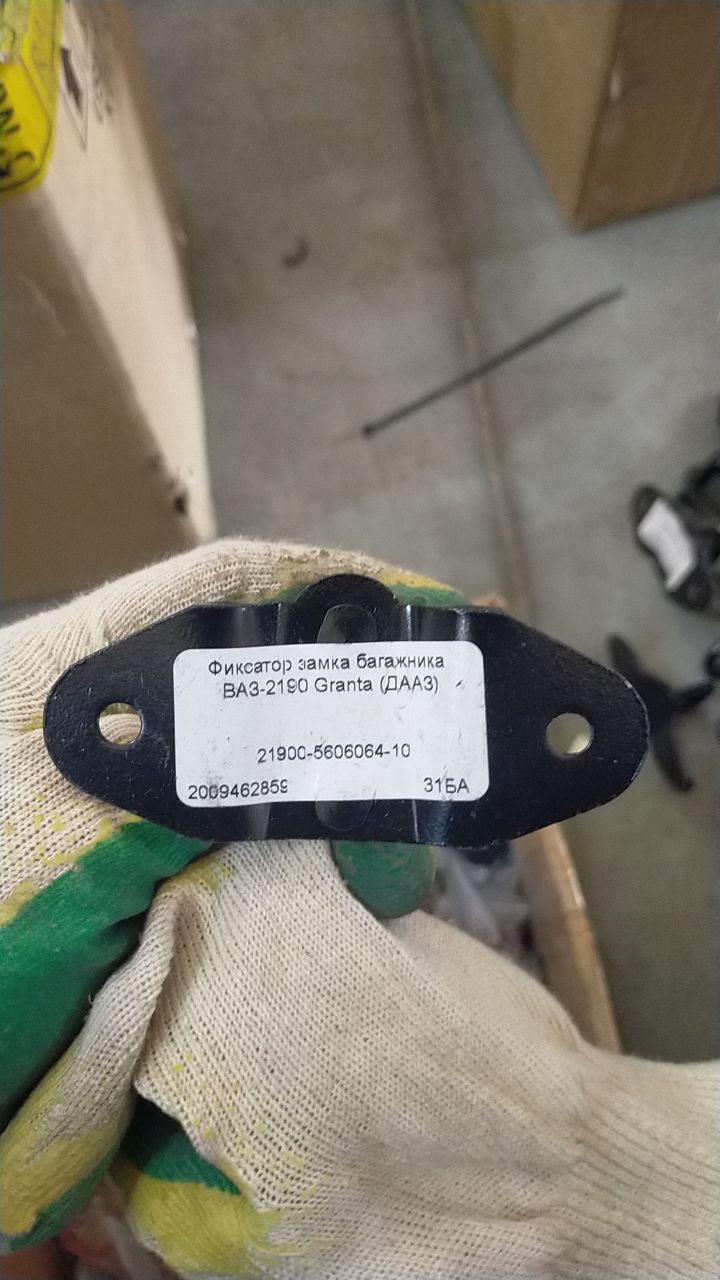 Фиксатор замка багажника
ВАЗ-2190 Granta (ДААЗ)
21900-5606064-10
2009462859 31БА